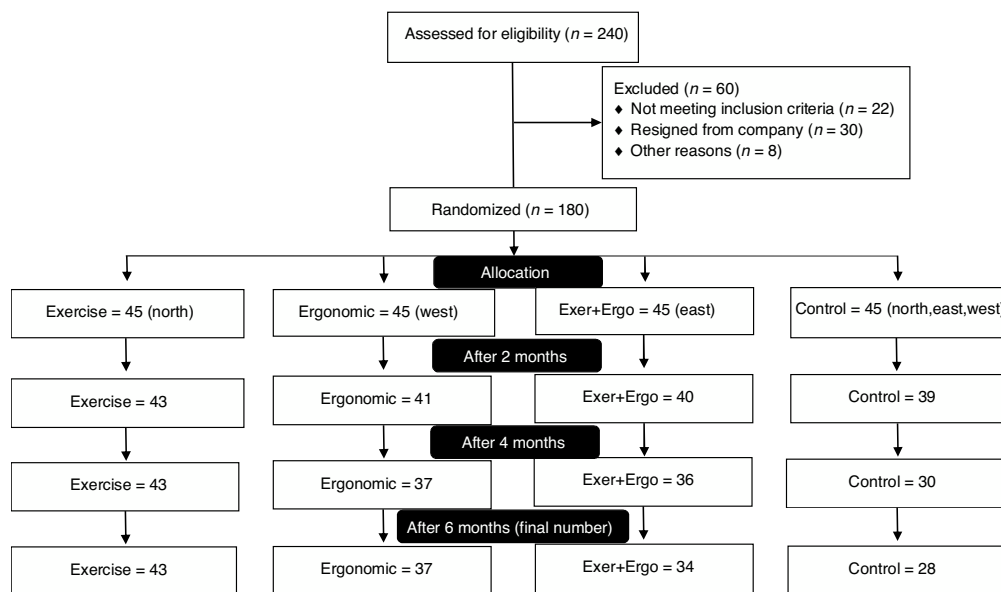 Assessed for eligibility (n = 240)
Excluded (n = 60)
♦ Not meeting inclusion criteria (n = 22)
♦ Resigned from company (n = 30)
♦ Other reasons (n = 8)
Randomized (n = 180)
Allocation
Exercise = 45 (north)
Ergonomic = 45 (west)
Exer+Ergo = 45 (east)
Control = 45 (north,east,west)
After 2 months
Exercise = 43
Ergonomic = 41
Exer+Ergo = 40
Control = 39
After 4 months
Exercise = 43
Ergonomic = 37
Exer+Ergo = 36
Control = 30
After 6 months (final number)
Exercise = 43
Ergonomic = 37
Exer+Ergo = 34
Control = 28